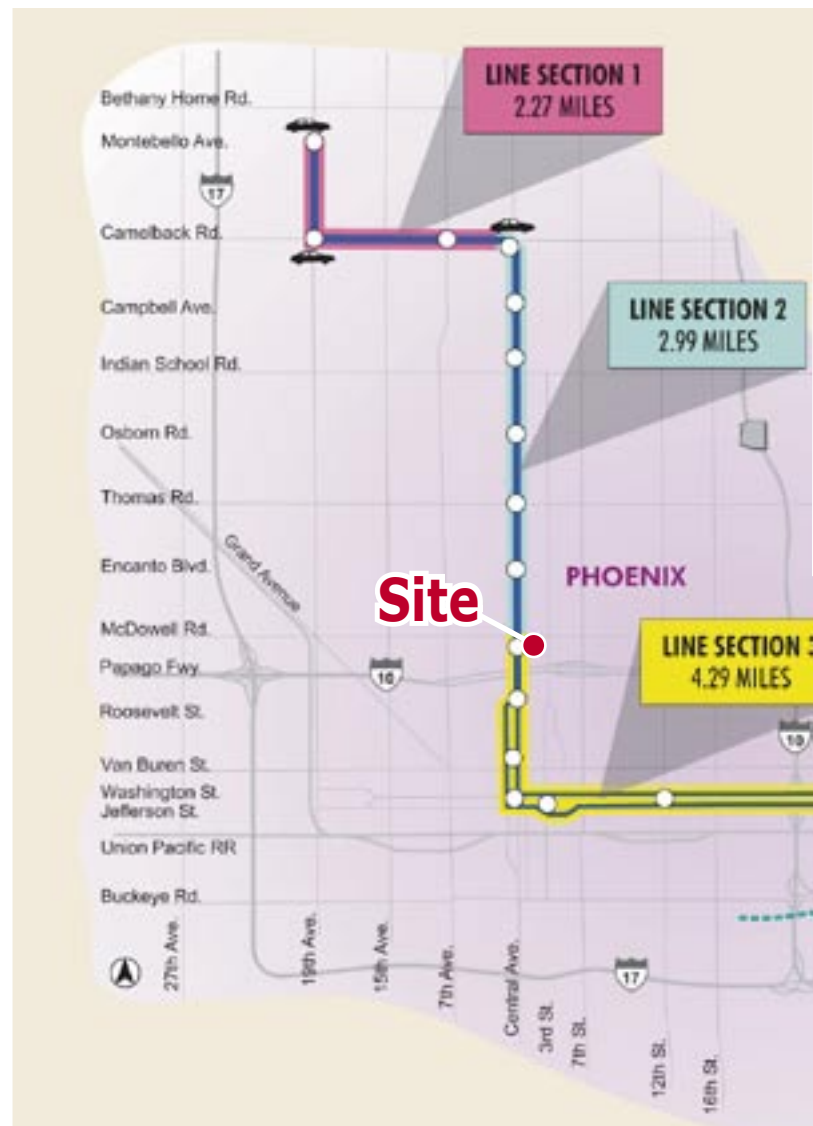 LINE SECTION 1
2.27 MILES
Bethany Home Rd.
Montebello Ave.
17
Camelback Rd.
LINE SECTION 2
2.99 MILES
Campbell Ave.
Indian School Rd.
Osborn Rd.
Thomas Rd.
Grand Avenue
Encanto Blvd.
PHOENIX
Site
McDowell Rd.
LINE SECTION 3
4.29 MILES
Papago Fwy.
10
Roosevelt St.
10
Van Buren St.
Washington St.
Jefferson St.
Union Pacific RR
Buckeye Rd.
27th Ave.
19th Ave.
15th Ave.
7th Ave.
Central Ave.
3rd St.
7th St.
17
12th St.
16th St.